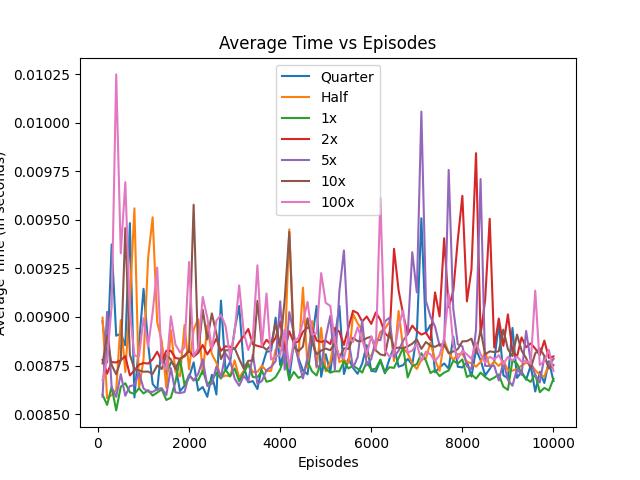 Average Time vs Episodes
Average Time (in seconds)
0.01025
0.01000
0.00975
0.00950
0.00925
0.00900
0.00875
0.00850
Quarter
Half
1x
2x
5x
10x
100x
0
2000
4000
6000
8000
10000
Episodes